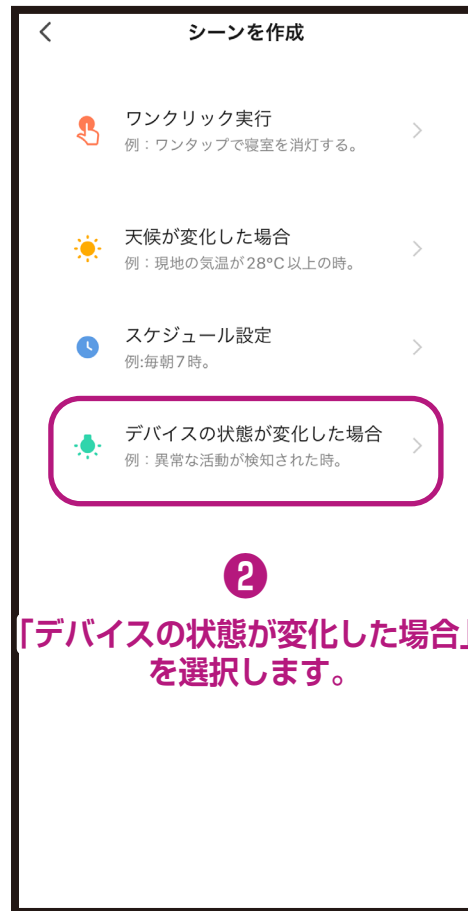 シーンを作成
ワンクリック実行
例：ワンタップで寝室を消灯する。
天候が変化した場合
例：現地の気温が28°C以上の時。
スケジュール設定
例:毎朝7時。
デバイスの状態が変化した場合
例：異常な活動が検知された時。
❷
「デバイスの状態が変化した場合」
を選択します。